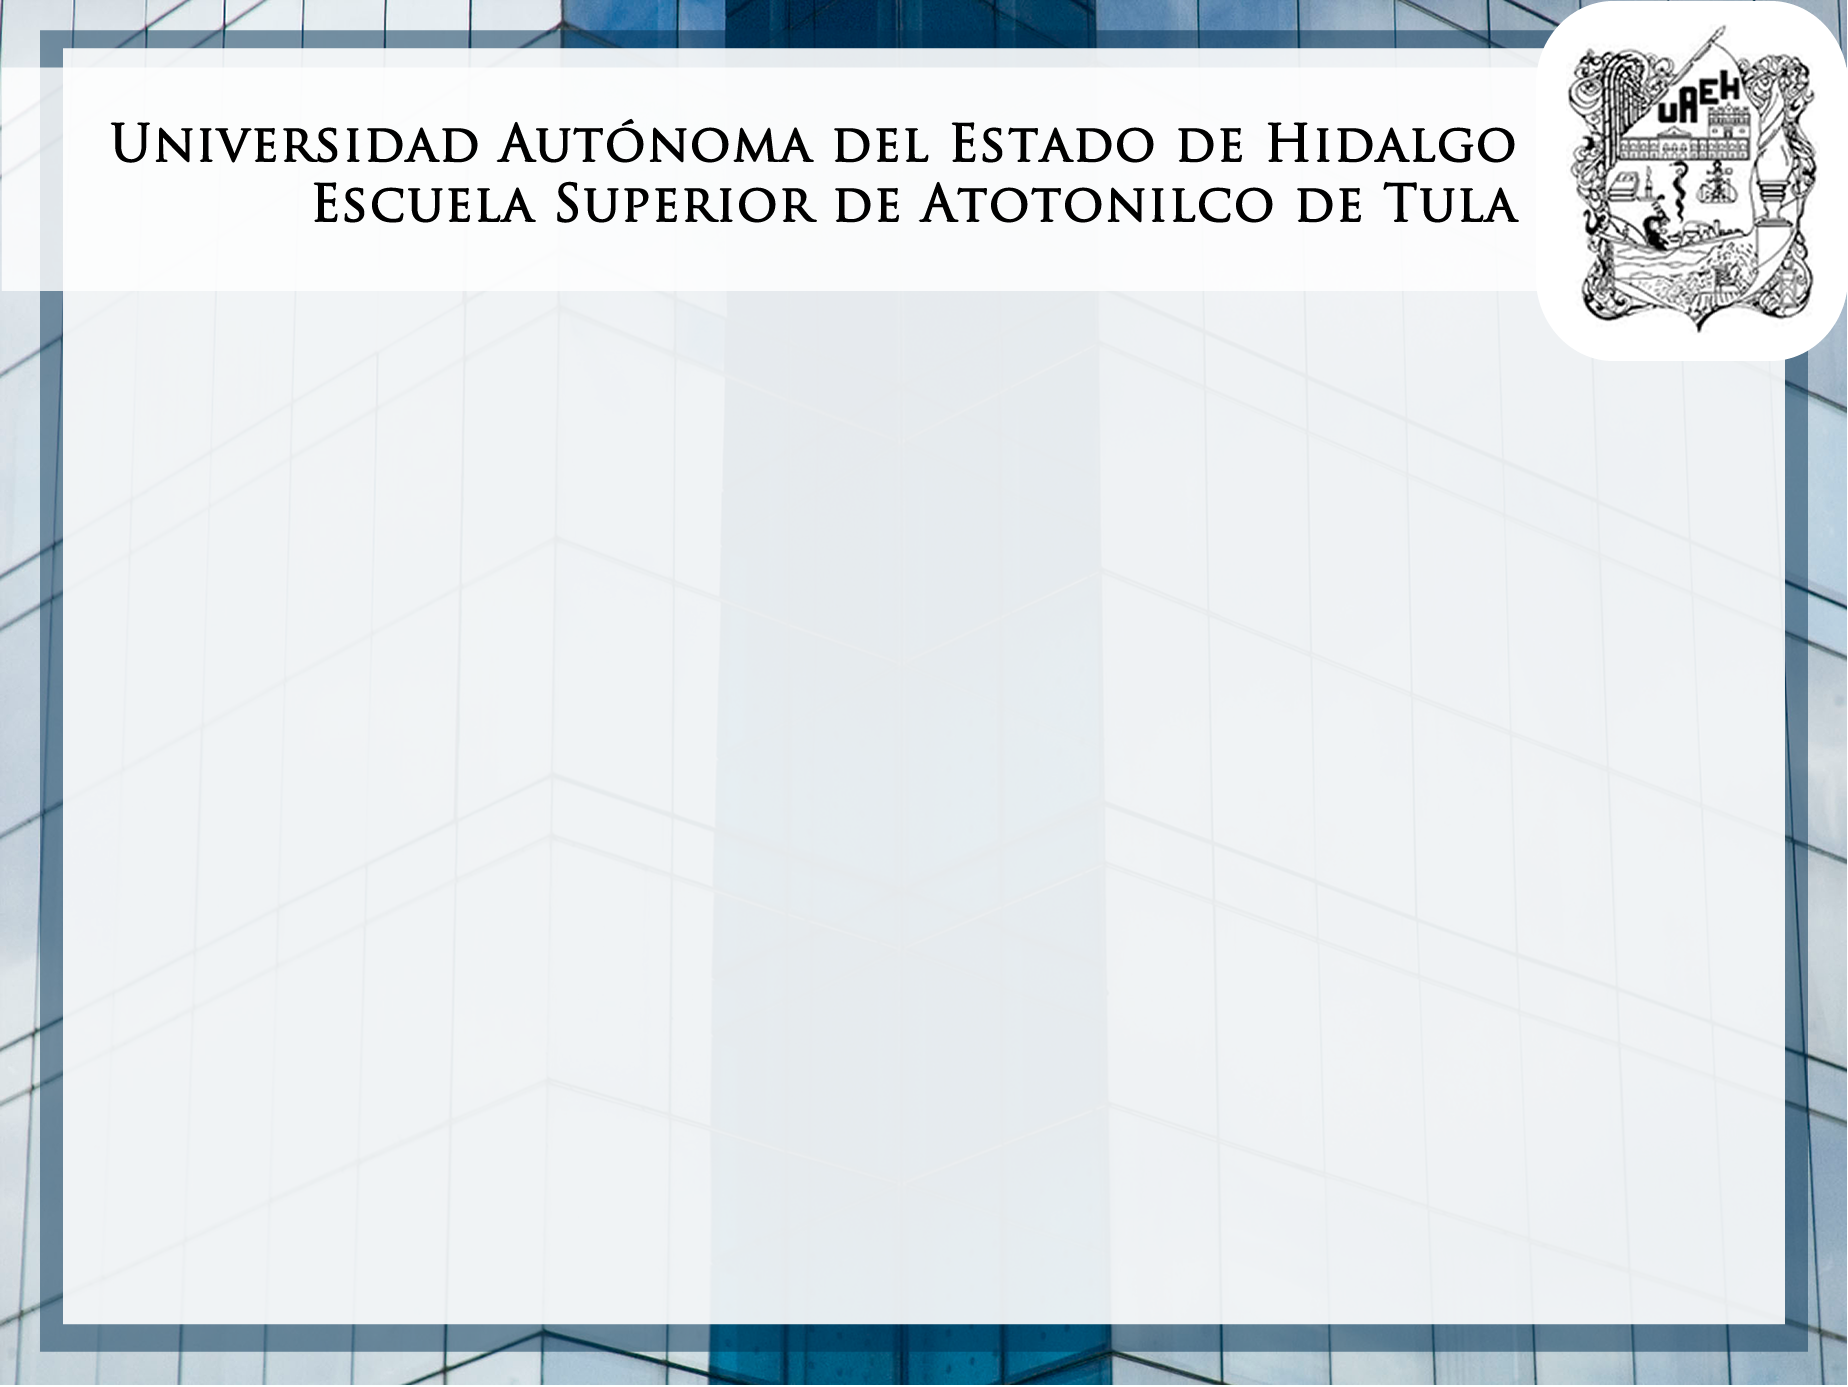 Universidad Autónoma del Estado de Hidalgo
Escuela Superior de Atotonilco de Tula
UAEH